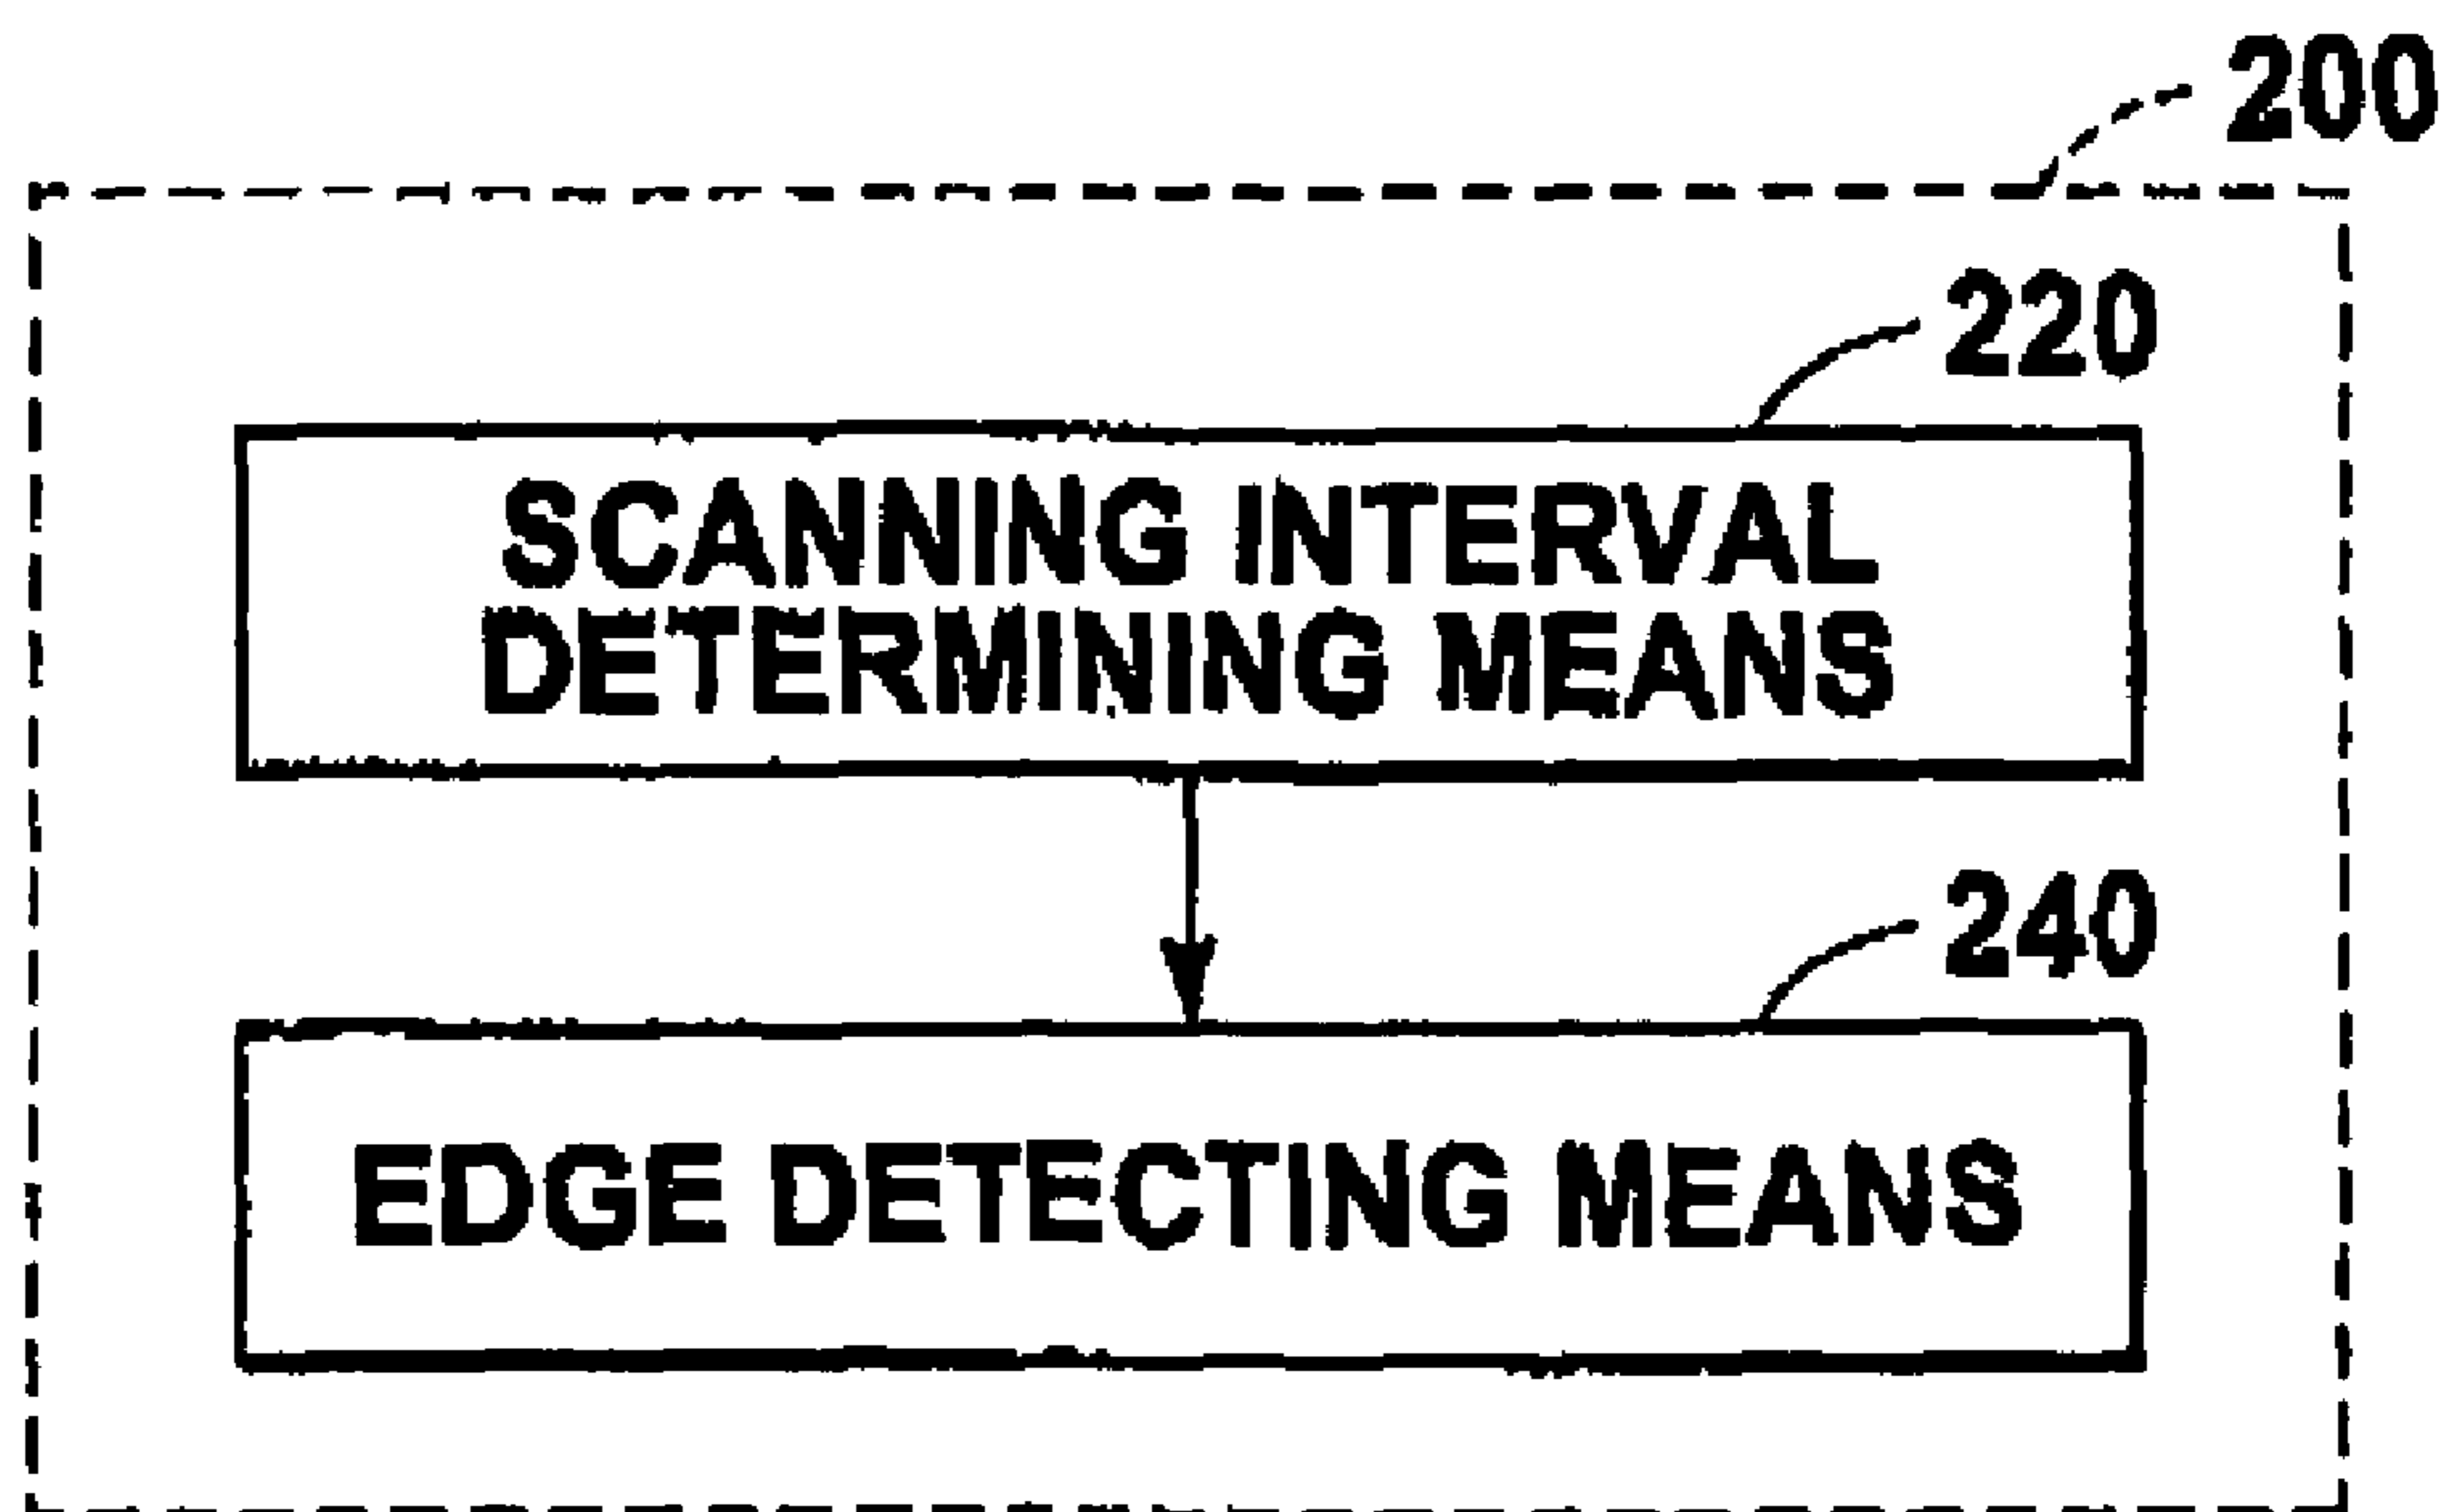 200
220
SCANNING INTERVAL
DETERMINING MEANS
240
EDGE DETECTING MEANS